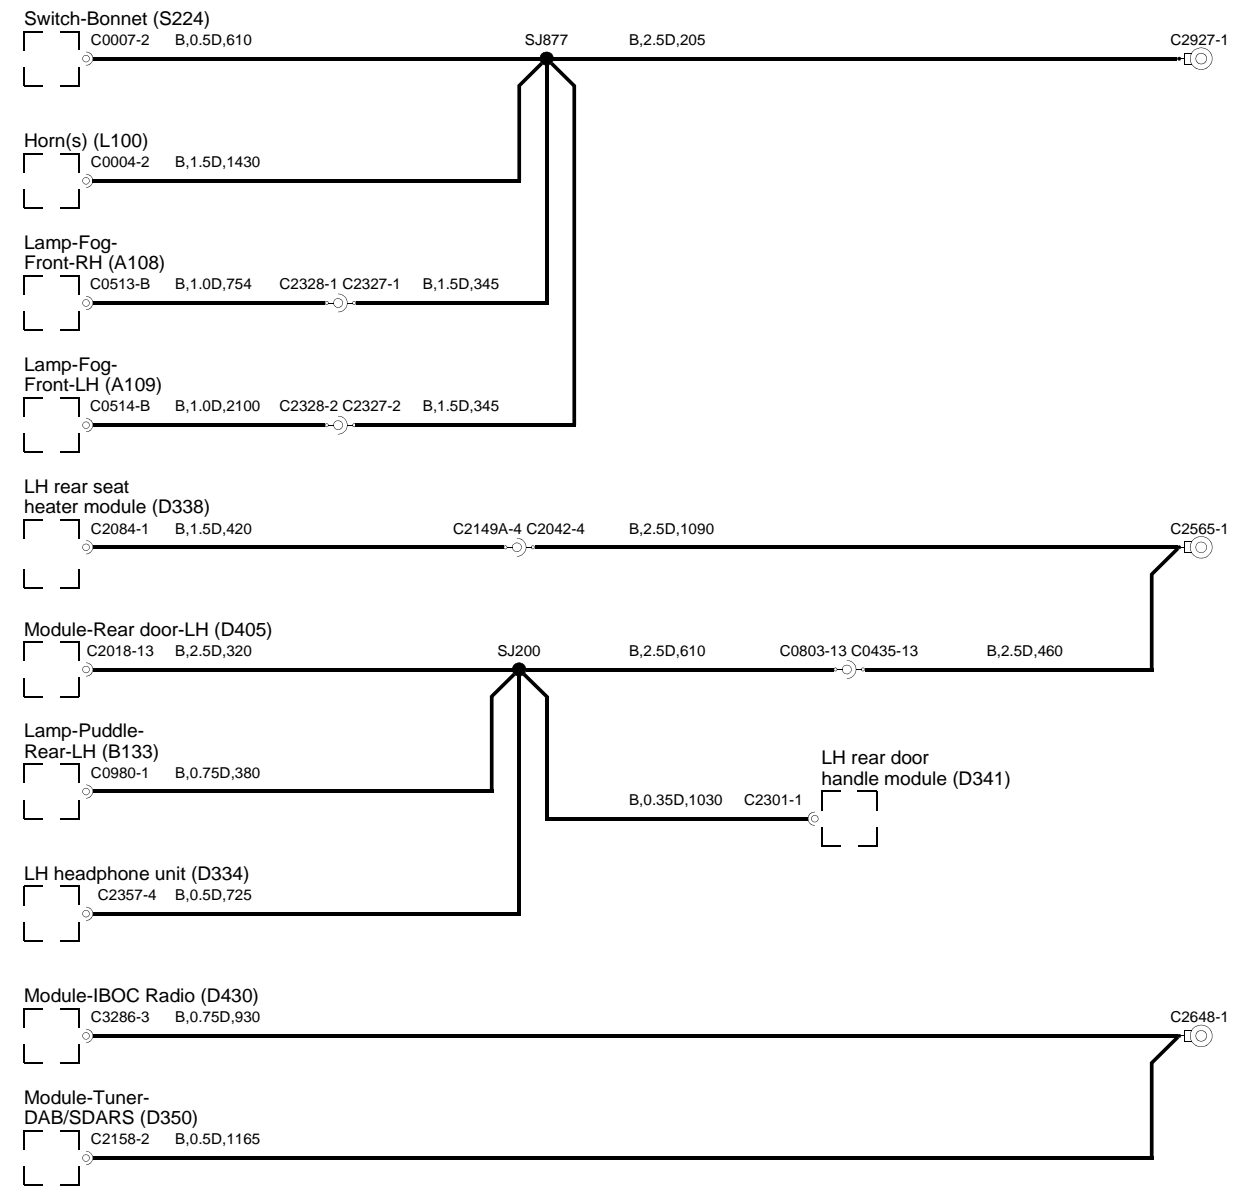 Switch-Bonnet (S224)
C0007-2 B,0.5D,610 SJ877 B,2.5D,205 C2927-1
Horn(s) (L100)
C0004-2 B,1.5D,1430
Lamp-Fog-
Front-RH (A108)
C0513-B B,1.0D,754 C2328-1 C2327-1 B,1.5D,345
Lamp-Fog-
Front-LH (A109)
C0514-B B,1.0D,2100 C2328-2 C2327-2 B,1.5D,345
LH rear seat
heater module (D338)
C2084-1 B,1.5D,420 C2149A-4 C2042-4 B,2.5D,1090 C2565-1
Module-Rear door-LH (D405)
C2018-13 B,2.5D,320 SJ200 B,2.5D,610 C0803-13 C0435-13 B,2.5D,460
Lamp-Puddle-
Rear-LH (B133)
C0980-1 B,0.75D,380
LH rear door
handle module (D341)
B,0.35D,1030 C2301-1
LH headphone unit (D334)
C2357-4 B,0.5D,725
Module-IBOC Radio (D430)
C3286-3 B,0.75D,930 C2648-1
Module-Tuner-
DAB/SDARS (D350)
C2158-2 B,0.5D,1165